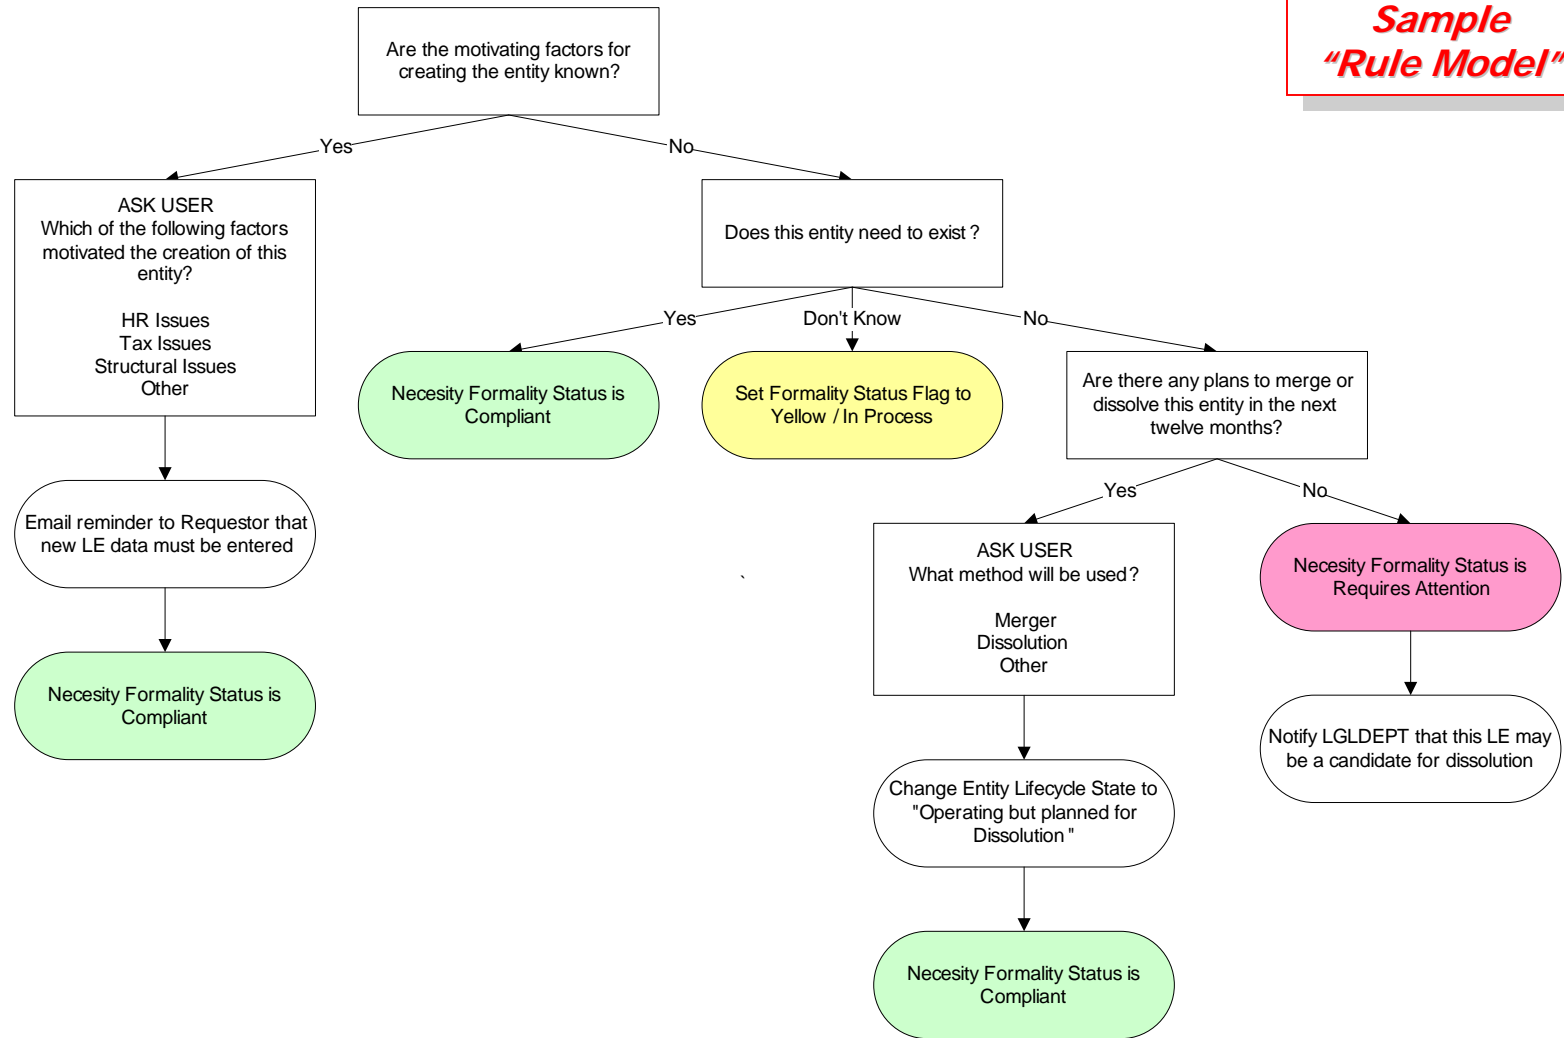 Sample
“Rule Model”
Are the motivating factors for
creating the entity known?
Yes
No
ASK USER
Which of the following factors
motivated the creation of this
entity?
HR Issues
Tax Issues
Structural Issues
Other
Does this entity need to exist ?
Yes
Don't Know
No
Necesity Formality Status is
Compliant
Set Formality Status Flag to
Yellow / In Process
Are there any plans to merge or
dissolve this entity in the next
twelve months?
Yes
No
Email reminder to Requestor that
new LE data must be entered
ASK USER
What method will be used?
Merger
Dissolution
Other
Necesity Formality Status is
Requires Attention
`
Necesity Formality Status is
Compliant
Notify LGLDEPT that this LE may
be a candidate for dissolution
Change Entity Lifecycle State to
"Operating but planned for
Dissolution "
Necesity Formality Status is
Compliant